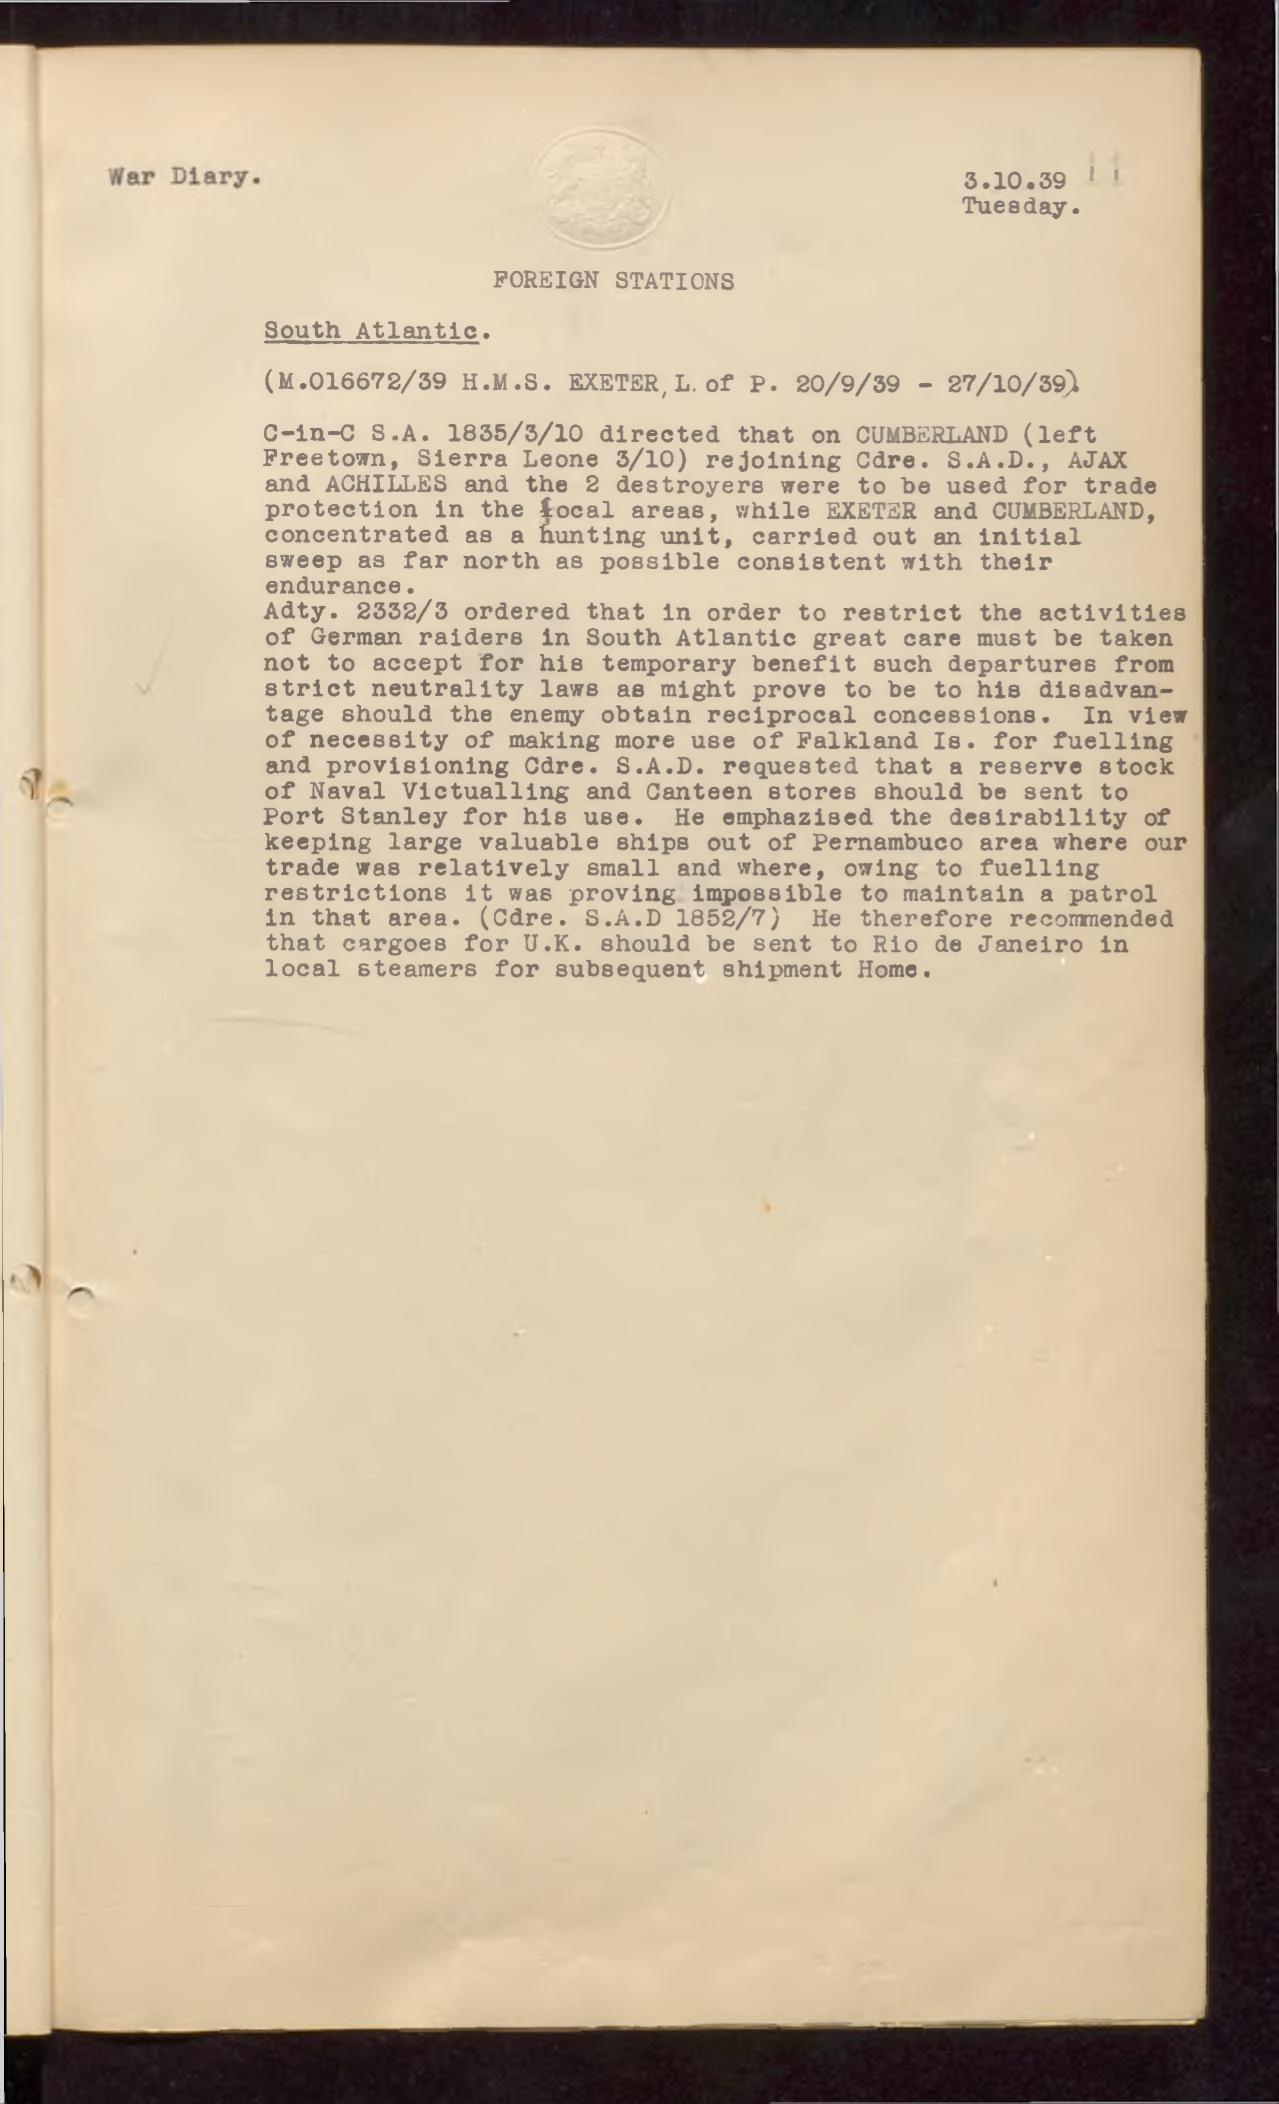 War Diary.
3.10.39 11
Tuesday.
FOREIGN STATIONS
South Atlantic.
(M.016672/39 H.M.S. EXETER, L. of P. 20/9/39 - 27/10/39).
C-in-C S.A. 1835/3/10 directed that on CUMBERLAND (left
Freetown, Sierra Leone 3/10) rejoining Cdre. S.A.D., AJAX
and ACHILLES and the 2 destroyers were to be used for trade
protection in the focal areas, while EXETER and CUMBERLAND,
concentrated as a hunting unit, carried out an initial
sweep as far north as possible consistent with their
endurance.
Adty. 2332/3 ordered that in order to restrict the activities
of German raiders in South Atlantic great care must be taken
not to accept for his temporary benefit such departures from
strict neutrality laws as might prove to be to his disadvan-
tage should the enemy obtain reciprocal concessions. In view
of necessity of making more use of Falkland Is. for fuelling
and provisioning Cdre. S.A.D. requested that a reserve stock
of Naval Victualling and Canteen stores should be sent to
Port Stanley for his use. He emphazised the desirability of
keeping large valuable ships out of Pernambuco area where our
trade was relatively small and where, owing to fuelling
restrictions it was proving impossible to maintain a patrol
in that area. (Cdre. S.A.D 1852/7) He therefore recommended
that cargoes for U.K. should be sent to Rio de Janeiro in
local steamers for subsequent shipment Home.